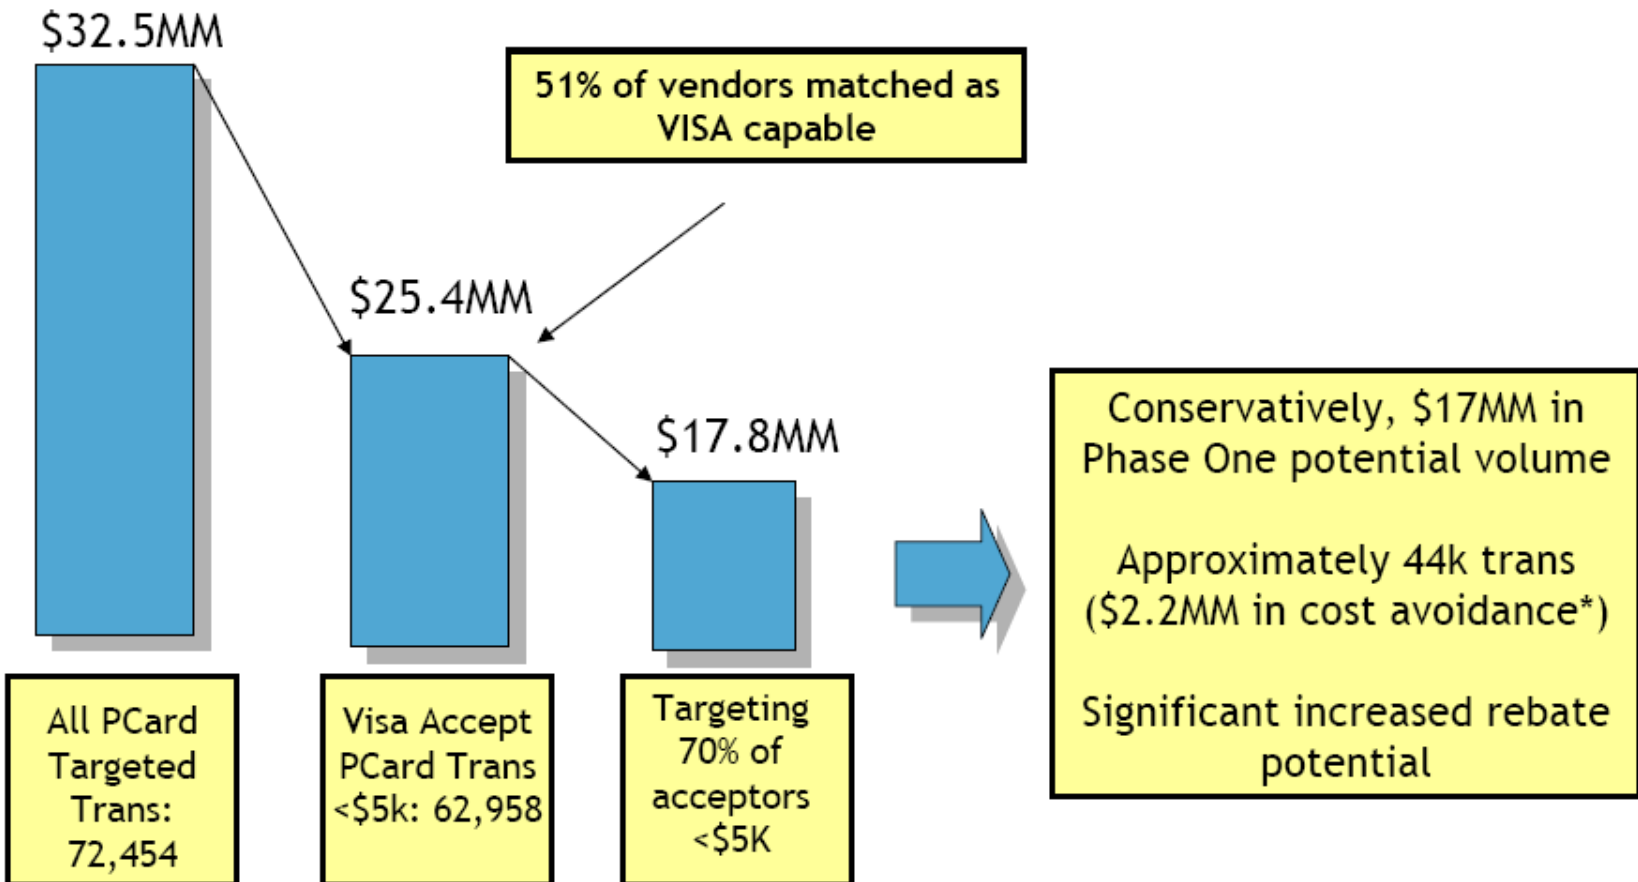 $32.5MM
51% of vendors matched as
VISA capable
$25.4MM
$17.8MM
All PCard
Targeted
Trans:
72,454
Visa Accept
PCard Trans
<$5k: 62,958
Targeting
70% of
acceptors
<$5K
Conservatively, $17MM in
Phase One potential volume
Approximately 44k trans
($2.2MM in cost avoidance*)
Significant increased rebate
potential